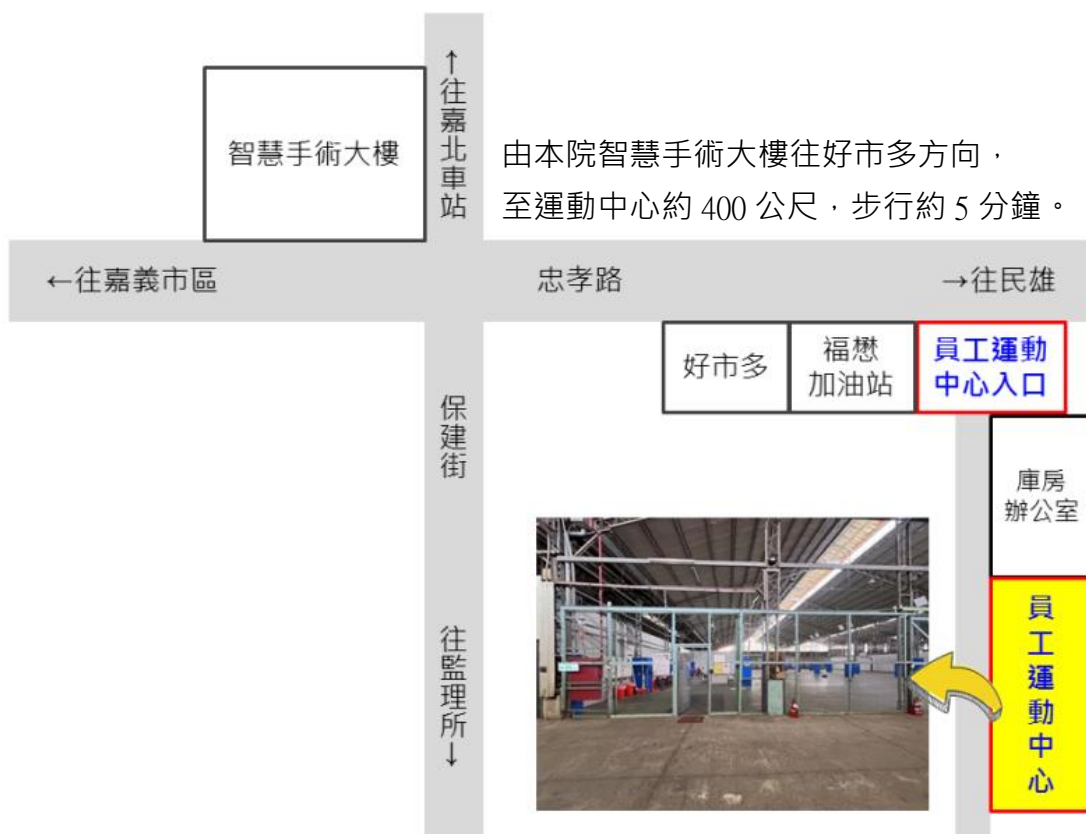 ↑往嘉北車站
智慧手術大樓
由本院智慧手術大樓往好市多方向，
至運動中心約 400 公尺，步行約 5 分鐘。
←往嘉義市區
忠孝路
→往民雄
好市多
福懋
加油站
員工運動
中心入口
保建街
庫房
辦公室
往監理所↓
員工運動中心